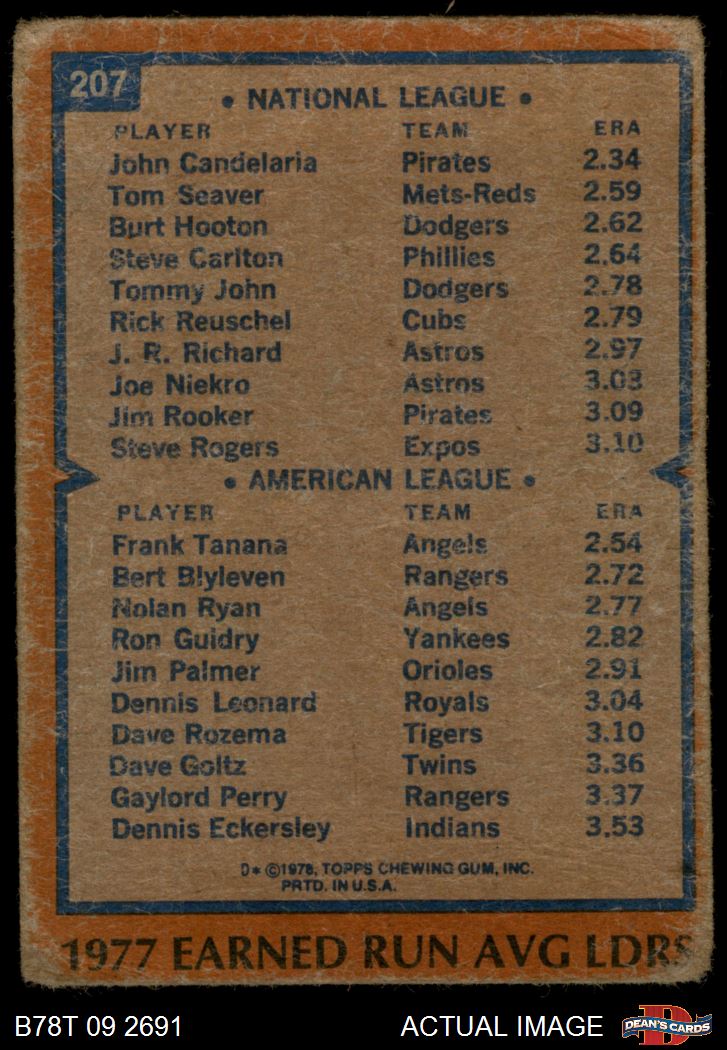 207
• NATIONAL LEAGUE •
PLAYER TEAM ERA
John Candelaria Pirates 2.34
Tom Seaver Mets-Reds 2.59
Burt Hooton Dodgers 2.62
Steve Carlton Phillies 2.64
Tommy John Dodgers 2.78
Rick Reuschel Cubs 2.79
J. R. Richard Astros 2.97
Joe Niekro Astros 3.03
Jim Rooker Pirates 3.09
Steve Rogers Expos 3.10
• AMERICAN LEAGUE •
PLAYER TEAM ERA
Frank Tanana Angels 2.54
Bert Blyleven Rangers 2.72
Nolan Ryan Angels 2.77
Ron Guidry Yankees 2.82
Jim Palmer Orioles 2.91
Dennis Leonard Royals 3.04
Dave Rozema Tigers 3.10
Dave Goltz Twins 3.36
Gaylord Perry Rangers 3.37
Dennis Eckersley Indians 3.53
D* ©1978, TOPPS CHEWING GUM, INC.
PRTD. IN U.S.A.
1977 EARNED RUN AVG LDRS
B78T 09 2691 ACTUAL IMAGE D DEAN'S CARDS